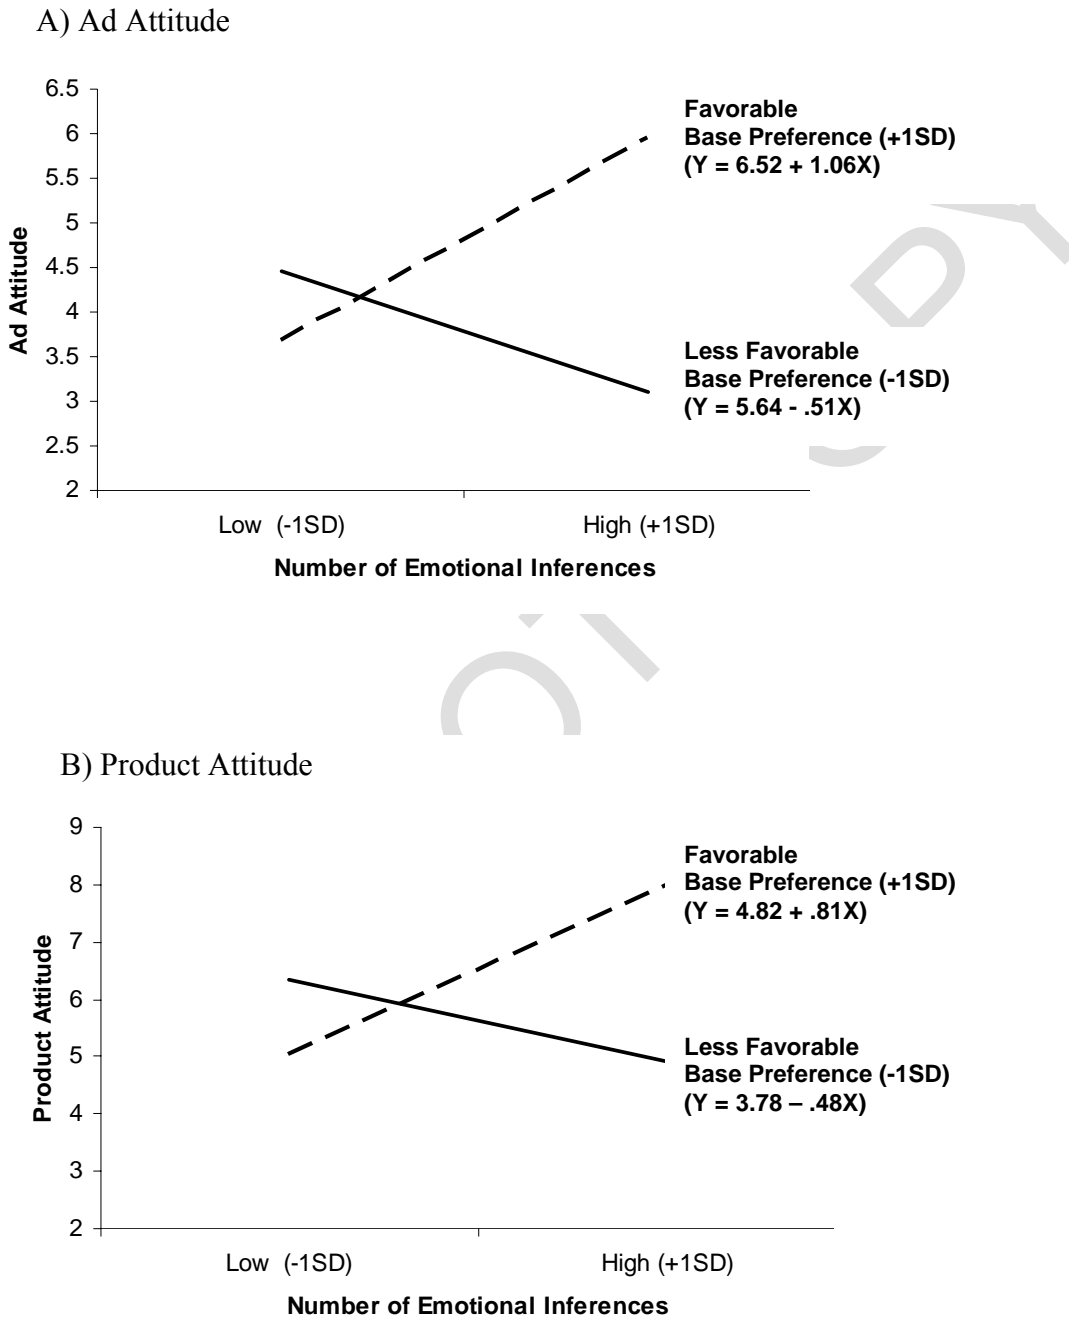 A) Ad Attitude
6.5
6
5.5
5
4.5
4
3.5
3
2.5
2
Ad Attitude
Favorable
Base Preference (+1SD)
(Y = 6.52 + 1.06X)
Less Favorable
Base Preference (-1SD)
(Y = 5.64 - .51X)
Low (-1SD)
High (+1SD)
Number of Emotional Inferences
B) Product Attitude
9
8
7
6
5
4
3
2
Product Attitude
Favorable
Base Preference (+1SD)
(Y = 4.82 + .81X)
Less Favorable
Base Preference (-1SD)
(Y = 3.78 – .48X)
Low (-1SD)
High (+1SD)
Number of Emotional Inferences